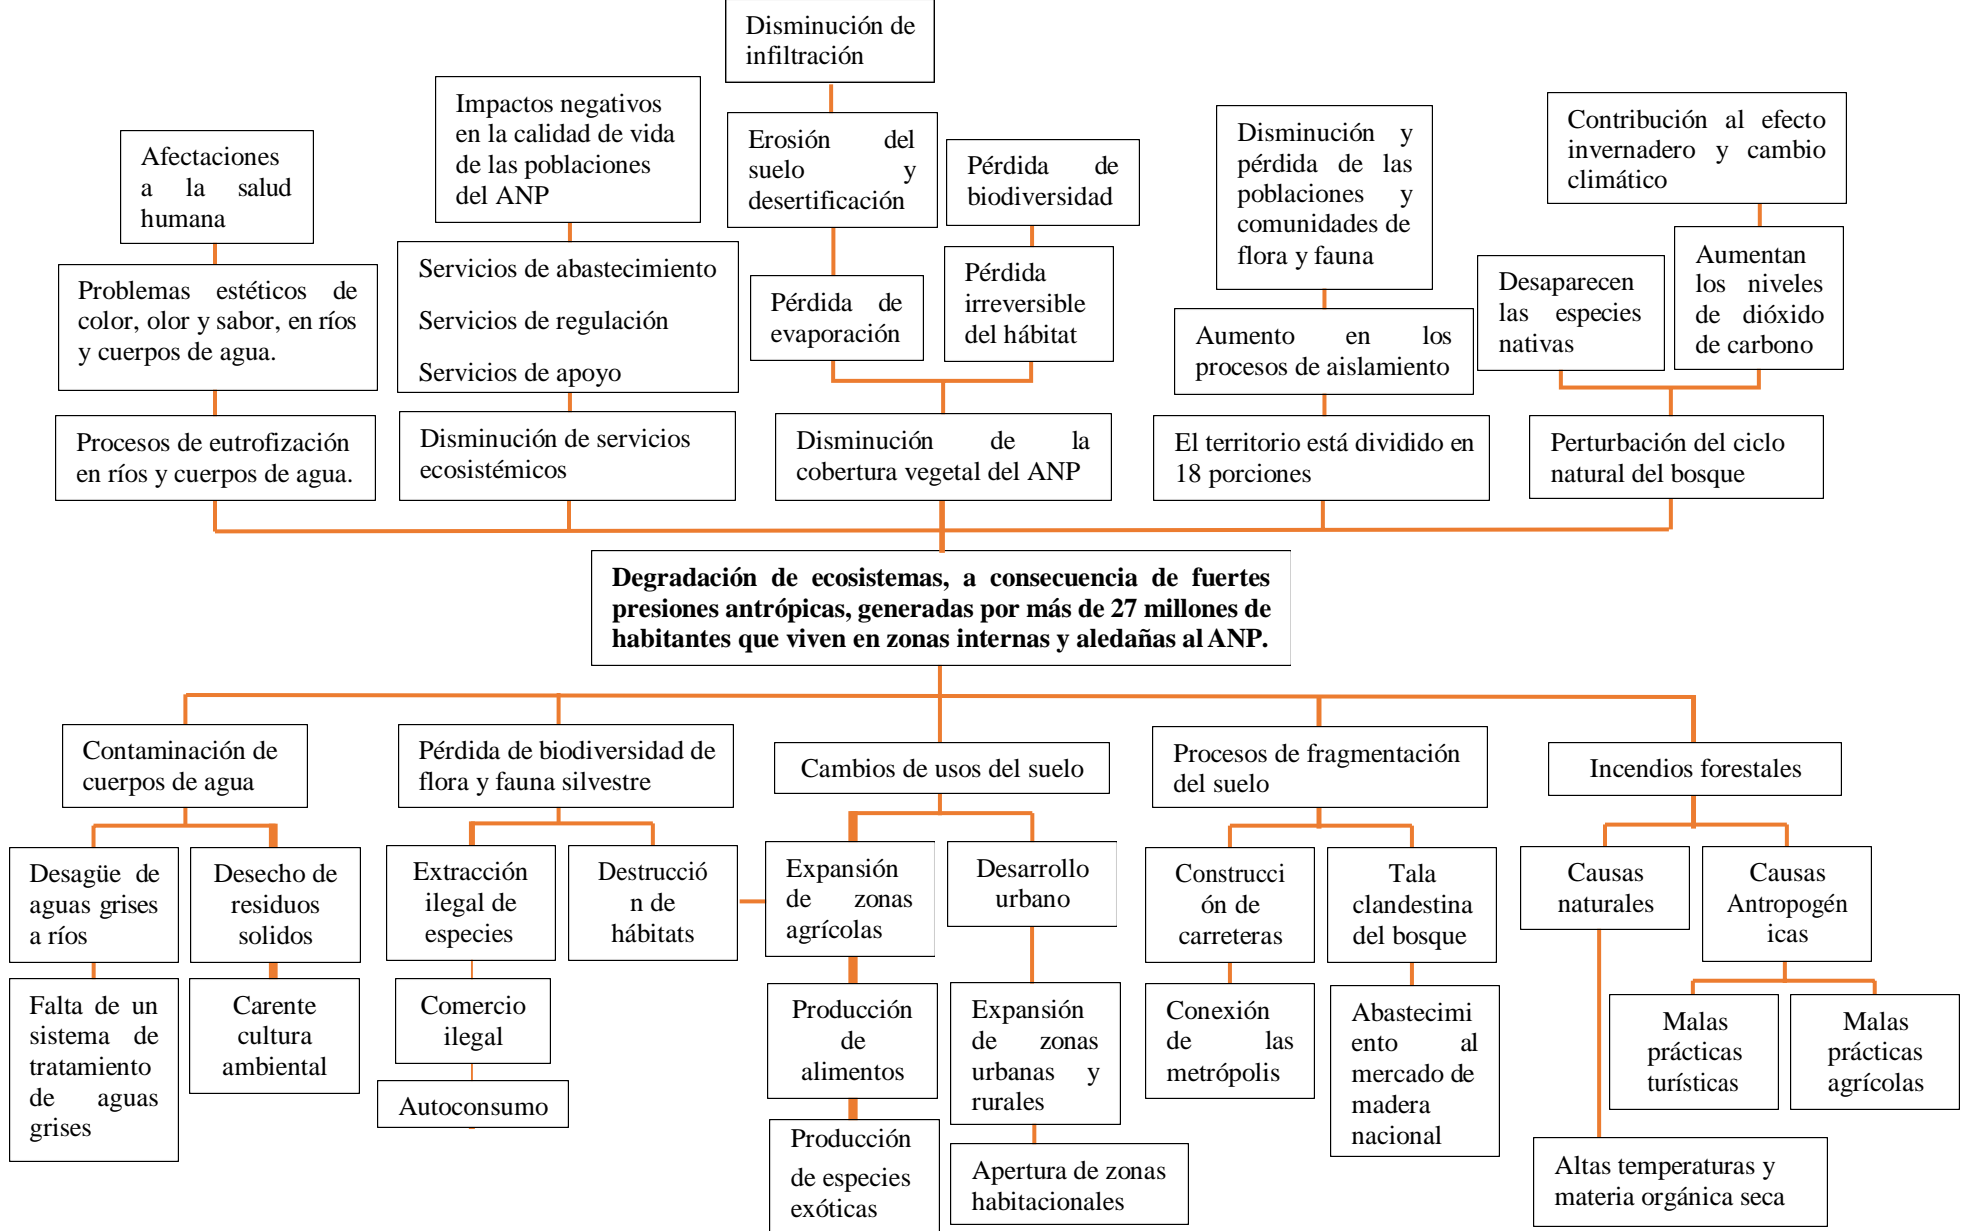 Disminución de
infiltración
Impactos negativos
en la calidad de vida
de las poblaciones
del ANP
Contribución al efecto
invernadero y cambio
climático
Afectaciones
a la salud
humana
Erosión del
suelo y
desertificación
Pérdida de
biodiversidad
Disminución y
pérdida de las
poblaciones y
comunidades de
flora y fauna
Problemas estéticos de
color, olor y sabor, en ríos
y cuerpos de agua.
Servicios de abastecimiento
Servicios de regulación
Servicios de apoyo
Pérdida de
evaporación
Pérdida
irreversible
del hábitat
Aumento en los
procesos de aislamiento
Desaparecen
las especies
nativas
Aumentan
los niveles
de dióxido
de carbono
Procesos de eutrofización
en ríos y cuerpos de agua.
Disminución de servicios
ecosistémicos
Disminución de la
cobertura vegetal del ANP
El territorio está dividido en
18 porciones
Perturbación del ciclo
natural del bosque
Degradación de ecosistemas, a consecuencia de fuertes
presiones antrópicas, generadas por más de 27 millones de
habitantes que viven en zonas internas y aledañas al ANP.
Contaminación de
cuerpos de agua
Pérdida de biodiversidad de
flora y fauna silvestre
Cambios de usos del suelo
Procesos de fragmentación
del suelo
Incendios forestales
Desagüe de
aguas grises
a ríos
Desecho de
residuos
solidos
Extracción
ilegal de
especies
Destrucció
n de
hábitats
Expansión
de zonas
agrícolas
Desarrollo
urbano
Construcci
ón de
carreteras
Tala
clandestina
del bosque
Causas
naturales
Causas
Antropogén
icas
Falta de un
sistema de
tratamiento
de aguas
grises
Carente
cultura
ambiental
Comercio
ilegal
Autoconsumo
Producción
de
alimentos
Expansión
de zonas
urbanas y
rurales
Conexión
de las
metrópolis
Abastecimi
ento al
mercado de
madera
nacional
Malas
prácticas
turísticas
Malas
prácticas
agrícolas
Producción
de especies
exóticas
Apertura de zonas
habitacionales
Altas temperaturas y
materia orgánica seca